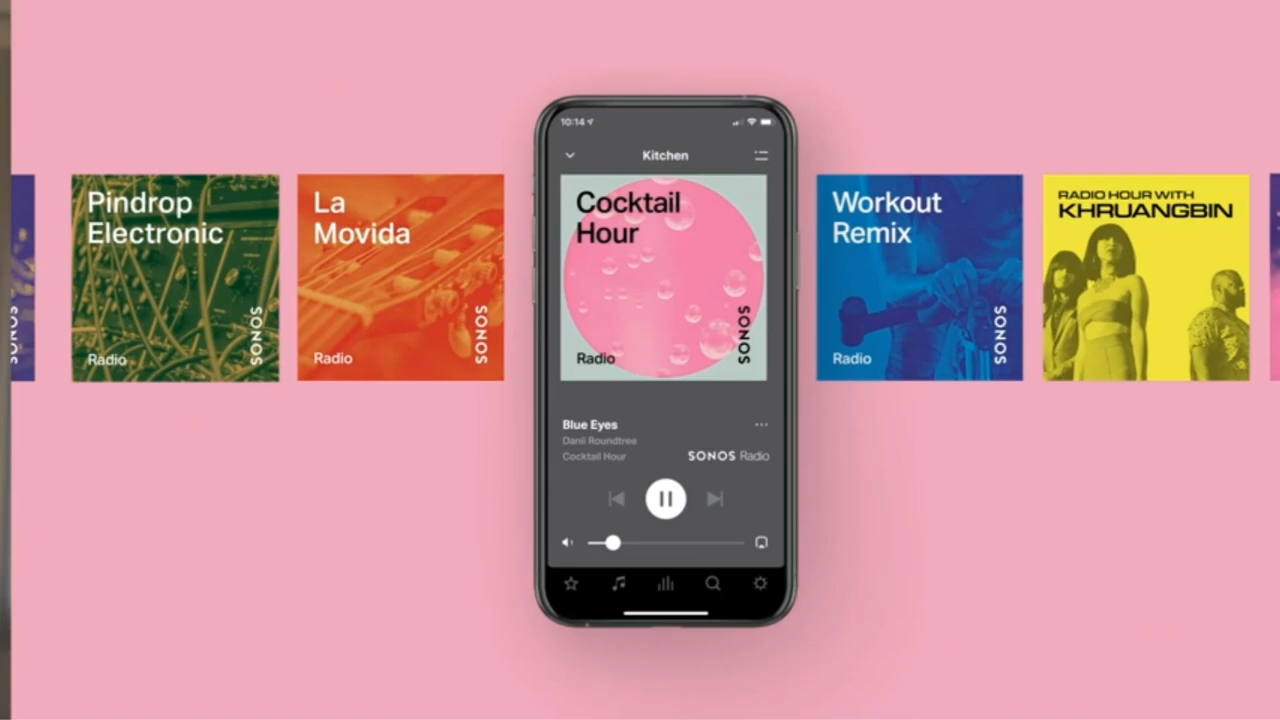 SONOS
Pindrop
Electronic
Radio
SONOS
La
Movida
Radio
SONOS
10:14
Kitchen
Cocktail
Hour
Radio
SONOS
Blue Eyes
Danii Roundtree
Cocktail Hour
SONOS Radio
Workout
Remix
Radio
SONOS
RADIO HOUR WITH
KHRUANGBIN